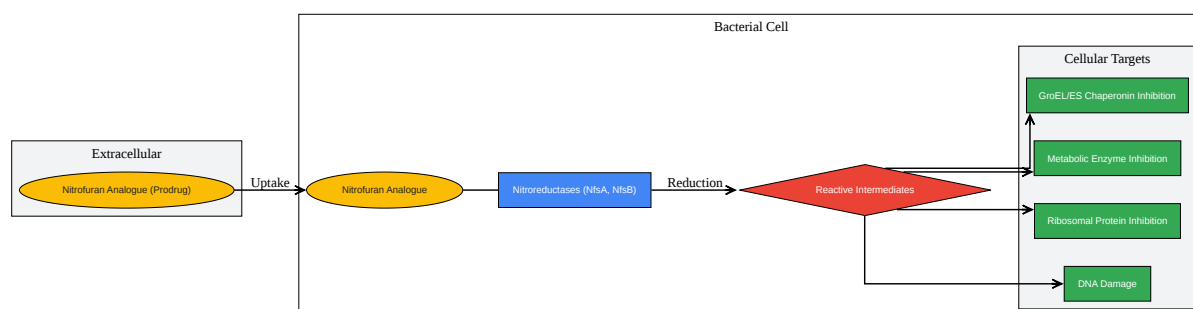 Bacterial Cell
Cellular Targets
GroEL/ES Chaperonin Inhibition
Extracellular
Metabolic Enzyme Inhibition
Nitrofuran Analogue (Prodrug)
Uptake
Nitrofuran Analogue
Nitroreductases (NfsA, NfsB)
Reduction
Reactive Intermediates
Ribosomal Protein Inhibition
DNA Damage